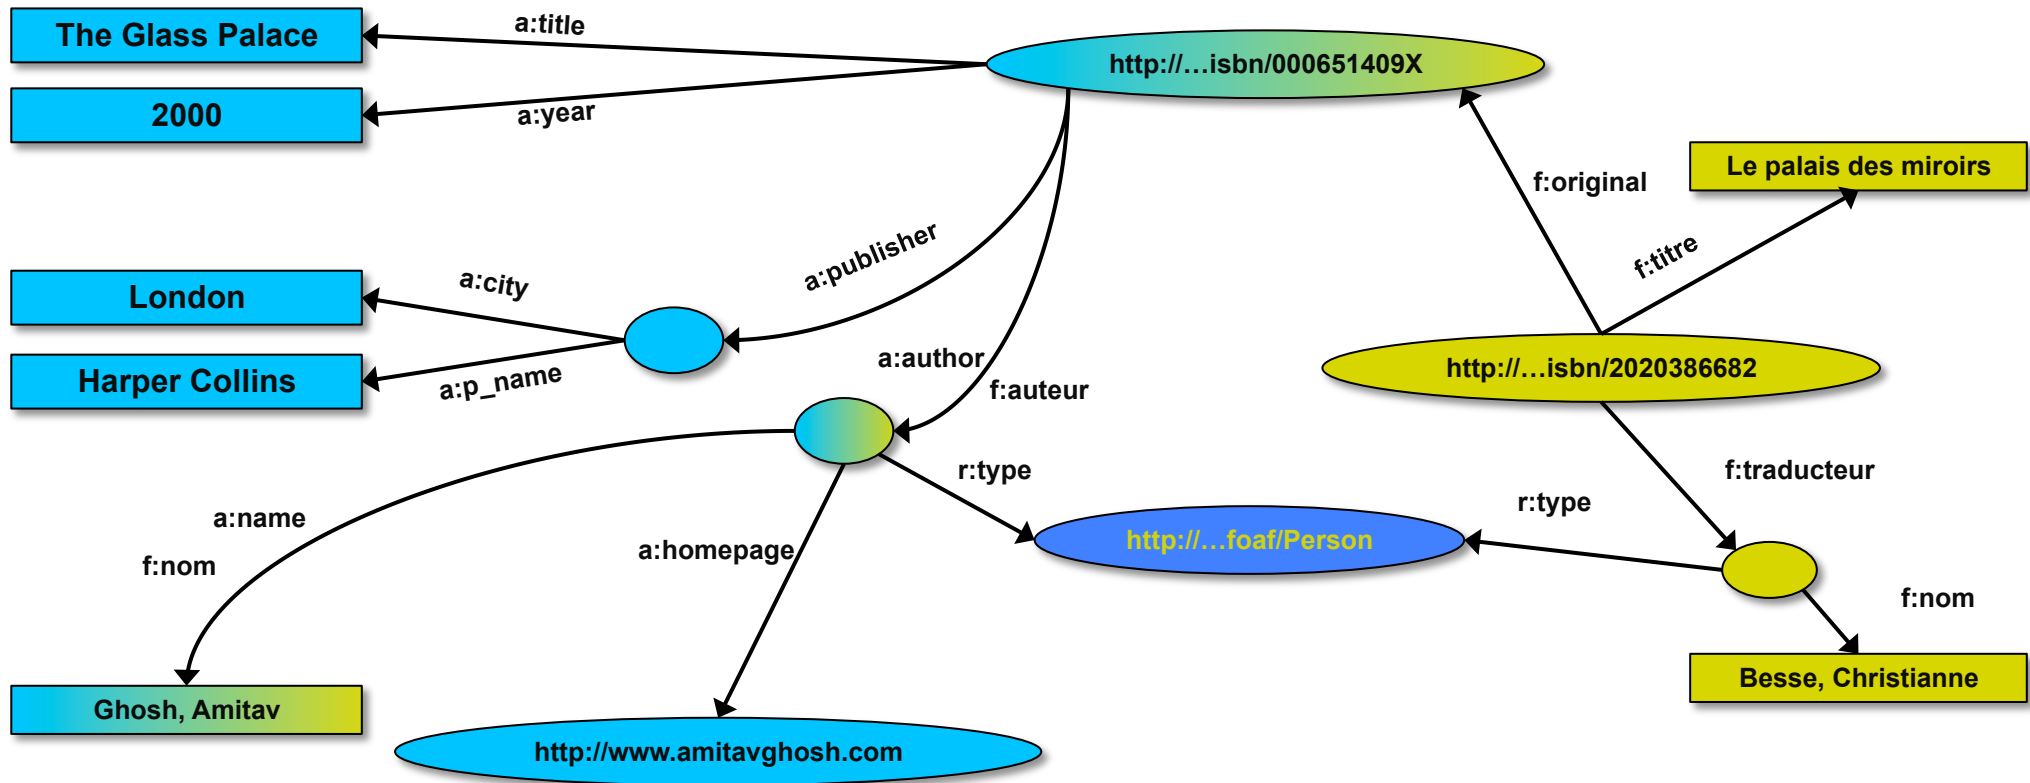 The Glass Palace
a:title
http://…isbn/000651409X
2000
a:year
Le palais des miroirs
f:original
f:titre
a:publisher
London
a:city
Harper Collins
a:p_name
a:author
f:auteur
http://…isbn/2020386682
r:type
f:traducteur
r:type
a:name
f:nom
a:homepage
http://…foaf/Person
f:nom
Ghosh, Amitav
Besse, Christianne
http://www.amitavghosh.com